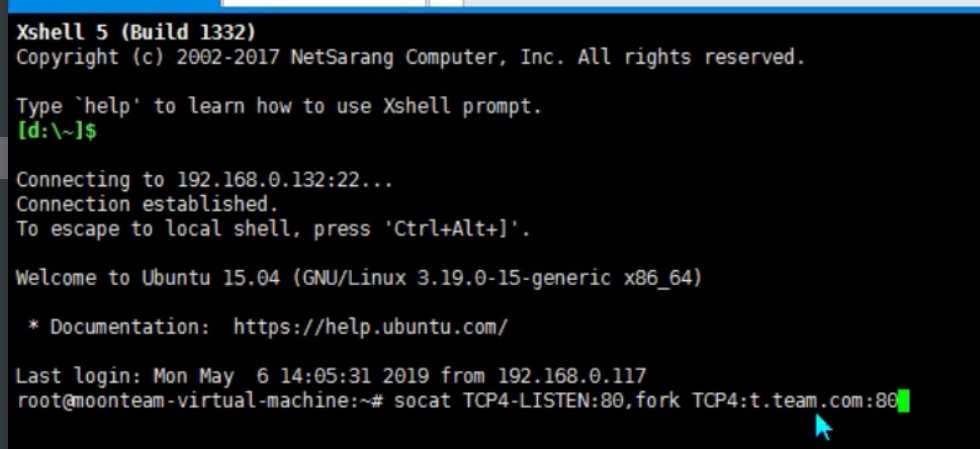 Xshell 5 (Build 1332)
Copyright (c) 2002-2017 NetSarang Computer, Inc. All rights reserved.
Type `help' to learn how to use Xshell prompt.
[d:\~]$
Connecting to 192.168.0.132:22...
Connection established.
To escape to local shell, press 'Ctrl+Alt+]'.
Welcome to Ubuntu 15.04 (GNU/Linux 3.19.0-15-generic x86_64)
* Documentation:  https://help.ubuntu.com/
Last login: Mon May  6 14:05:31 2019 from 192.168.0.117
root@moonteam-virtual-machine:~# socat TCP4-LISTEN:80,fork TCP4:t.team.com:80